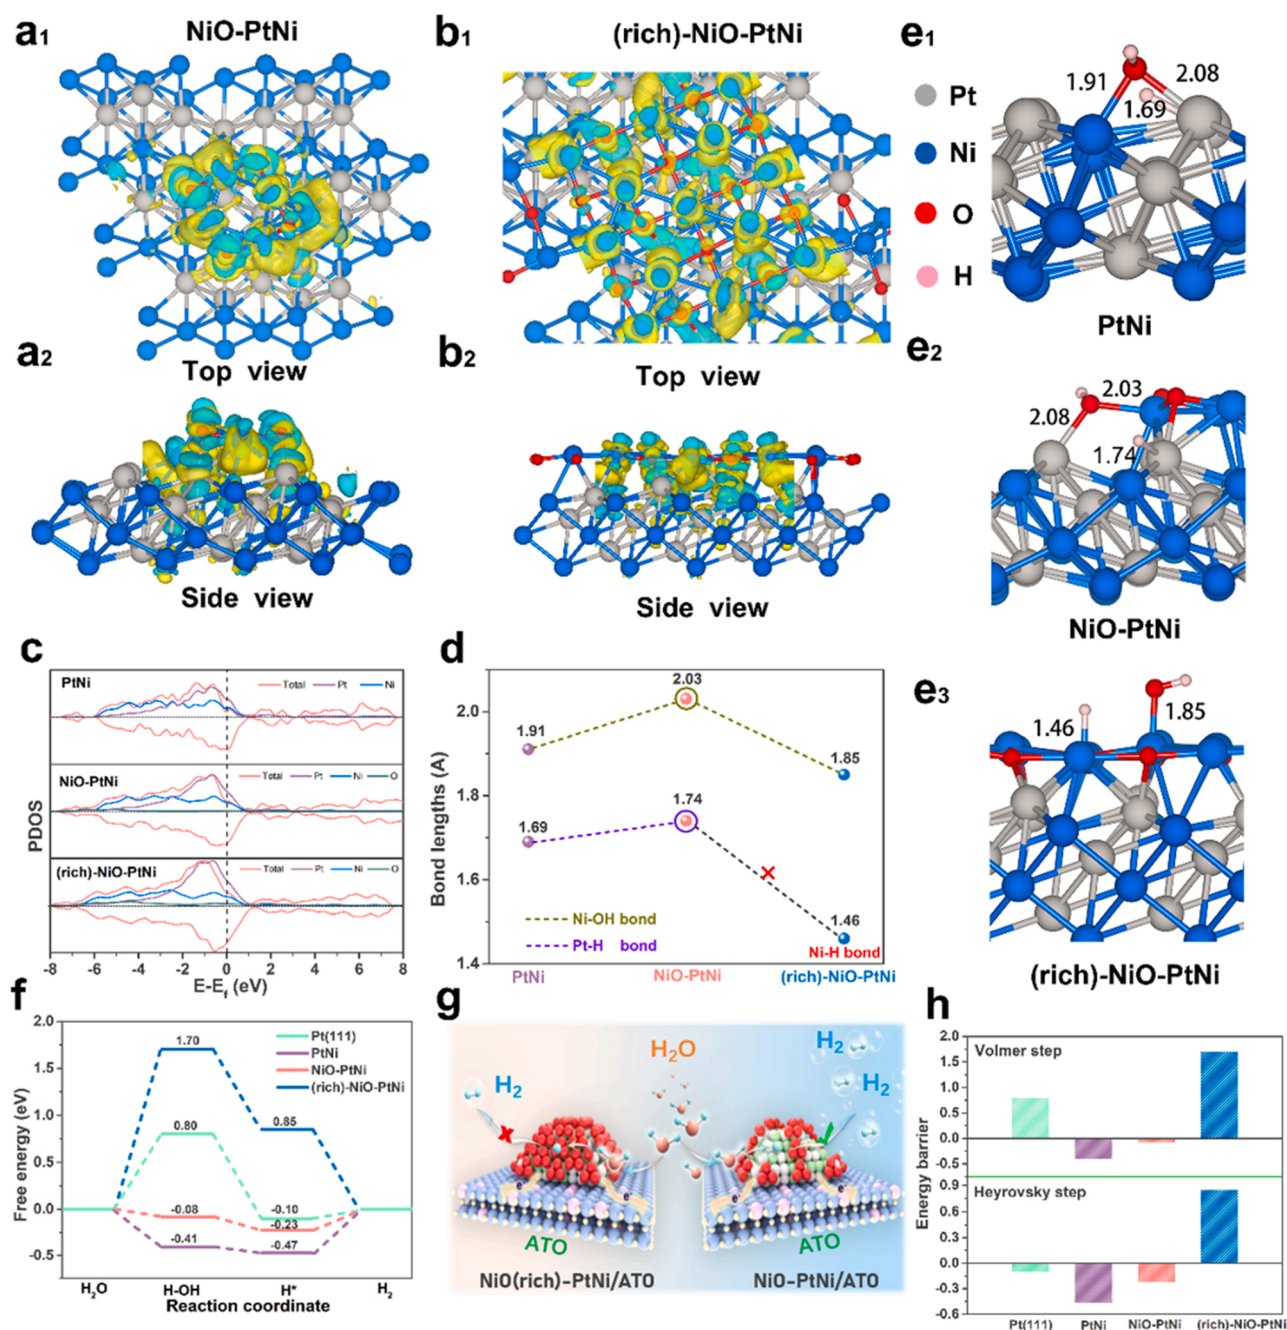 a1
NiO-PtNi
Top view
a2
Side view
b1
(rich)-NiO-PtNi
Top view
b2
Side view
e1
Pt
Ni
O
H
1.91
2.08
1.69
PtNi
e2
2.03
2.08
1.74
NiO-PtNi
e3
1.46
1.85
(rich)-NiO-PtNi
c
PtNi
Total Pt Ni
NiO-PtNi
Total Pt Ni O
(rich)-NiO-PtNi
Total Pt Ni O
PDOS
-8 -6 -4 -2 0 2 4 6 8
E-Ef (eV)
d
Bond lengths (A)
2.0
1.8
1.6
1.4
2.03
1.91
1.85
1.74
1.69
1.46
Ni-OH bond
Pt-H bond
Ni-H bond
PtNi NiO-PtNi (rich)-NiO-PtNi
f
Free energy (eV)
2.0
1.5
1.0
0.5
0.0
-0.5
Pt(111)
PtNi
NiO-PtNi
(rich)-NiO-PtNi
1.70
0.80
0.85
-0.08
-0.10
-0.23
-0.41
-0.47
H2O H-OH H* H2
Reaction coordinate
g
H2
H2O
H2
H2
e-
e-
e-
e-
ATO
ATO
NiO(rich)-PtNi/ATO
NiO-PtNi/ATO
h
Energy barrier
2.0
1.5
1.0
0.5
0.0
-0.5
Volmer step
0.9
0.6
0.3
0.0
-0.3
-0.6
Heyrovsky step
Pt(111) PtNi NiO-PtNi (rich)-NiO-PtNi